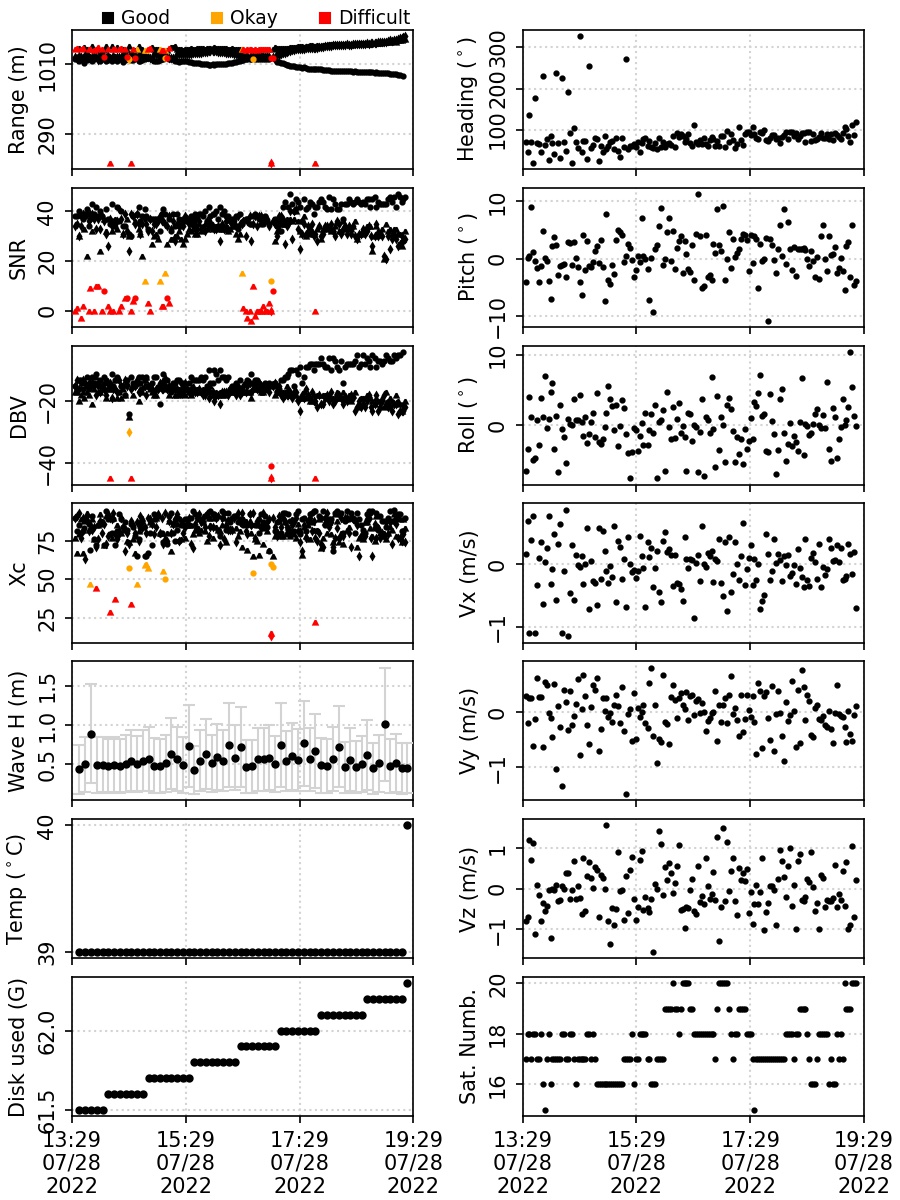 Good Okay Difficult
Range (m)
1010
290
Heading (°)
300
200
100
SNR
40
20
0
Pitch (°)
10
0
−10
DBV
−20
−40
Roll (°)
10
0
Xc
75
50
25
Vx (m/s)
0
−1
Wave H (m)
1.5
1.0
0.5
Vy (m/s)
0
−1
Temp (°C)
40
39
Vz (m/s)
1
0
−1
Disk used (G)
62.0
61.5
Sat. Numb.
20
18
16
13:29 15:29 17:29 19:29
07/28 07/28 07/28 07/28
2022 2022 2022 2022
13:29 15:29 17:29 19:29
07/28 07/28 07/28 07/28
2022 2022 2022 2022